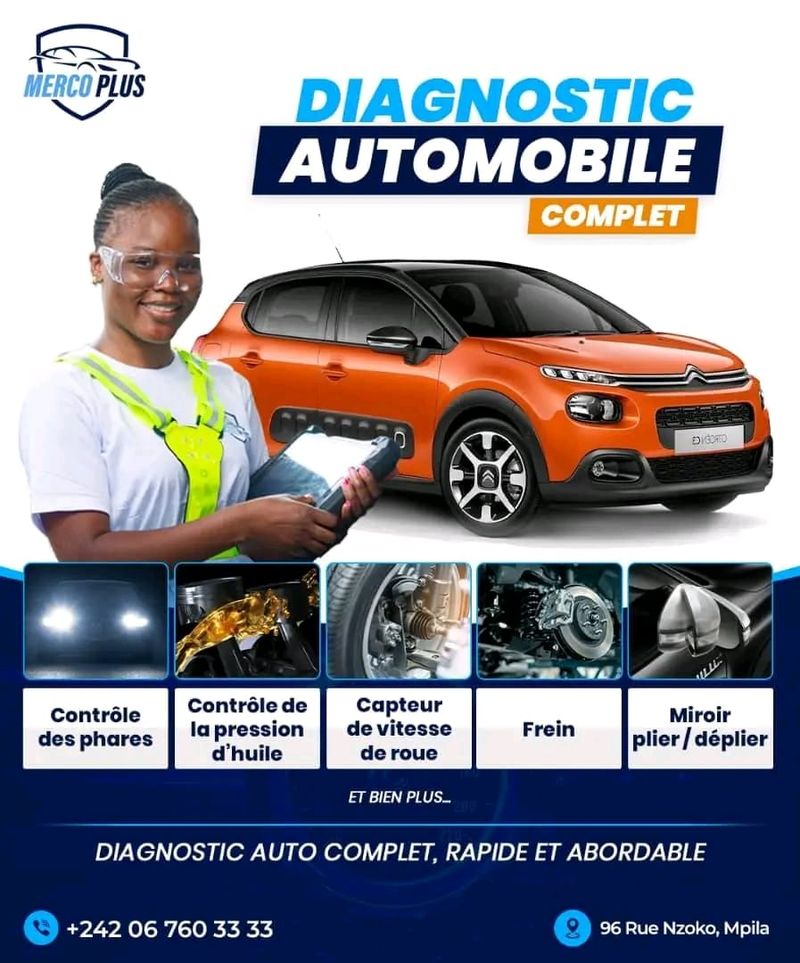 MERCO PLUS
DIAGNOSTIC
AUTOMOBILE
COMPLET
Contrôle
des phares
Contrôle de
la pression
d'huile
Capteur
de vitesse
de roue
Frein
Miroir
plier / déplier
ET BIEN PLUS...
DIAGNOSTIC AUTO COMPLET, RAPIDE ET ABORDABLE
+242 06 760 33 33
96 Rue Nzoko, Mpila